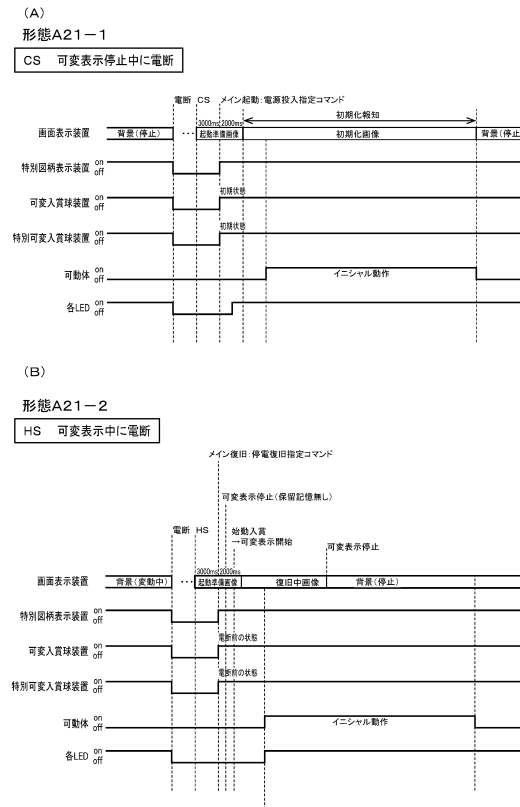 (A)
形態A21-1
CS 可変表示停止中に電断
電断 CS メイン起動:電源投入指定コマンド
3000ms 2000ms 初期化報知
画面表示装置 背景(停止) ・・・ 起動準備画像 初期化画像 背景(停止
特別図柄表示装置 on off
初期状態
可変入賞球装置 on off
初期状態
特別可変入賞球装置 on off
可動体 on off イニシャル動作
各LED on off
(B)
形態A21-2
HS 可変表示中に電断
メイン復旧:停電復旧指定コマンド
可変表示停止(保留記憶無し)
電断 HS 始動入賞
→可変表示開始
可変表示停止
3000ms 2000ms
画面表示装置 背景(変動中) ・・・ 起動準備画像 復旧中画像 背景(停止)
特別図柄表示装置 on off
電断前の状態
可変入賞球装置 on off
電断前の状態
特別可変入賞球装置 on off
可動体 on off イニシャル動作
各LED on off